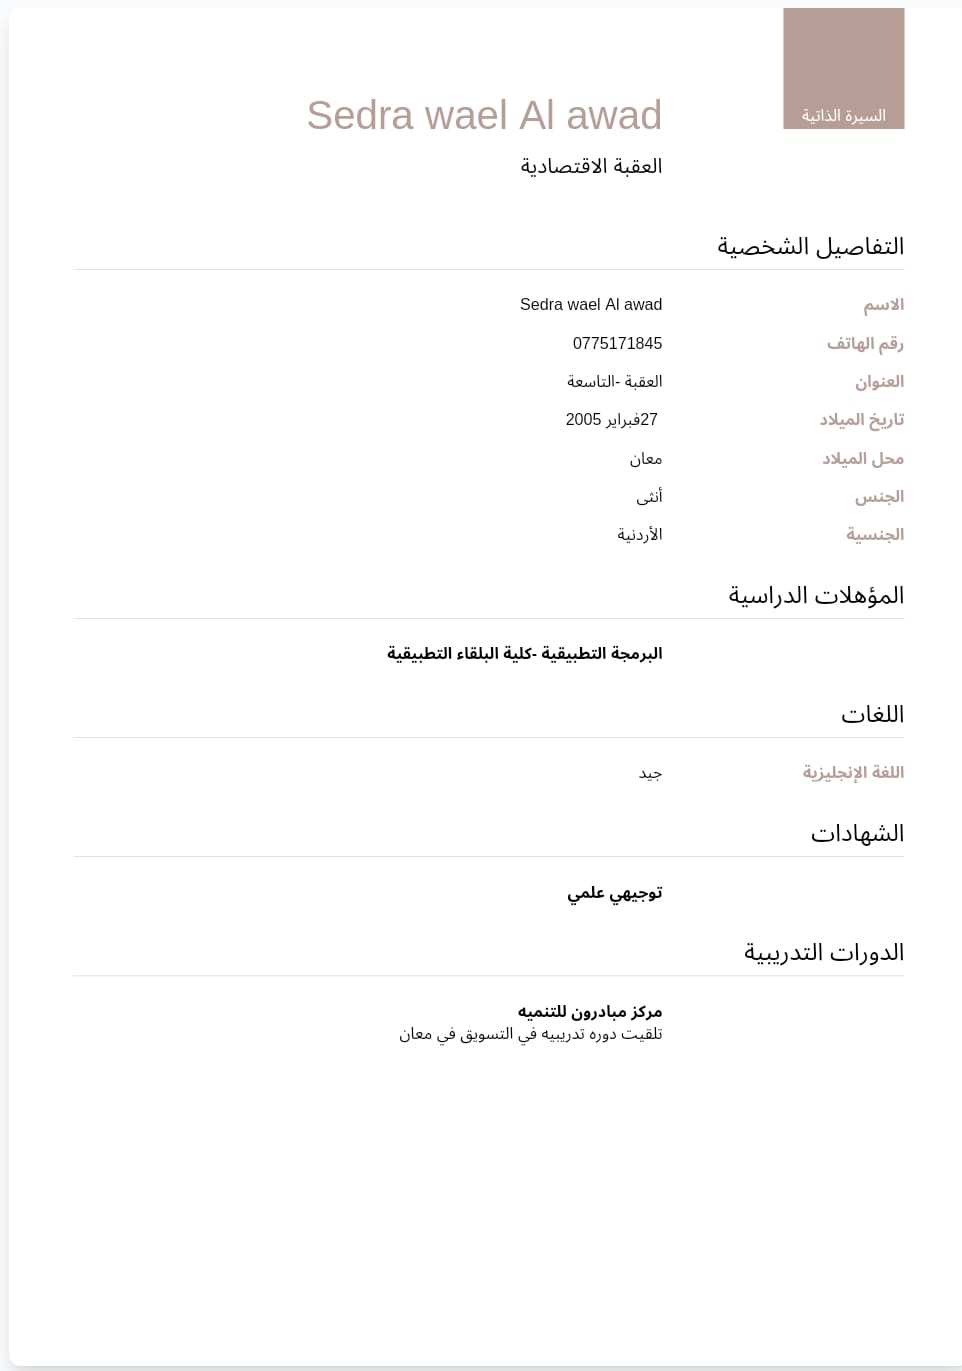 السيرة الذاتية
Sedra wael Al awad
العقبة الاقتصادية
التفاصيل الشخصية
الاسم Sedra wael Al awad
رقم الهاتف 0775171845
العنوان العقبة -التاسعة
تاريخ الميلاد 27فبراير 2005
محل الميلاد معان
الجنس أنثى
الجنسية الأردنية
المؤهلات الدراسية
البرمجة التطبيقية -كلية البلقاء التطبيقية
اللغات
اللغة الإنجليزية جيد
الشهادات
توجيهي علمي
الدورات التدريبية
مركز مبادرون للتنميه
تلقيت دوره تدريبيه في التسويق في معان